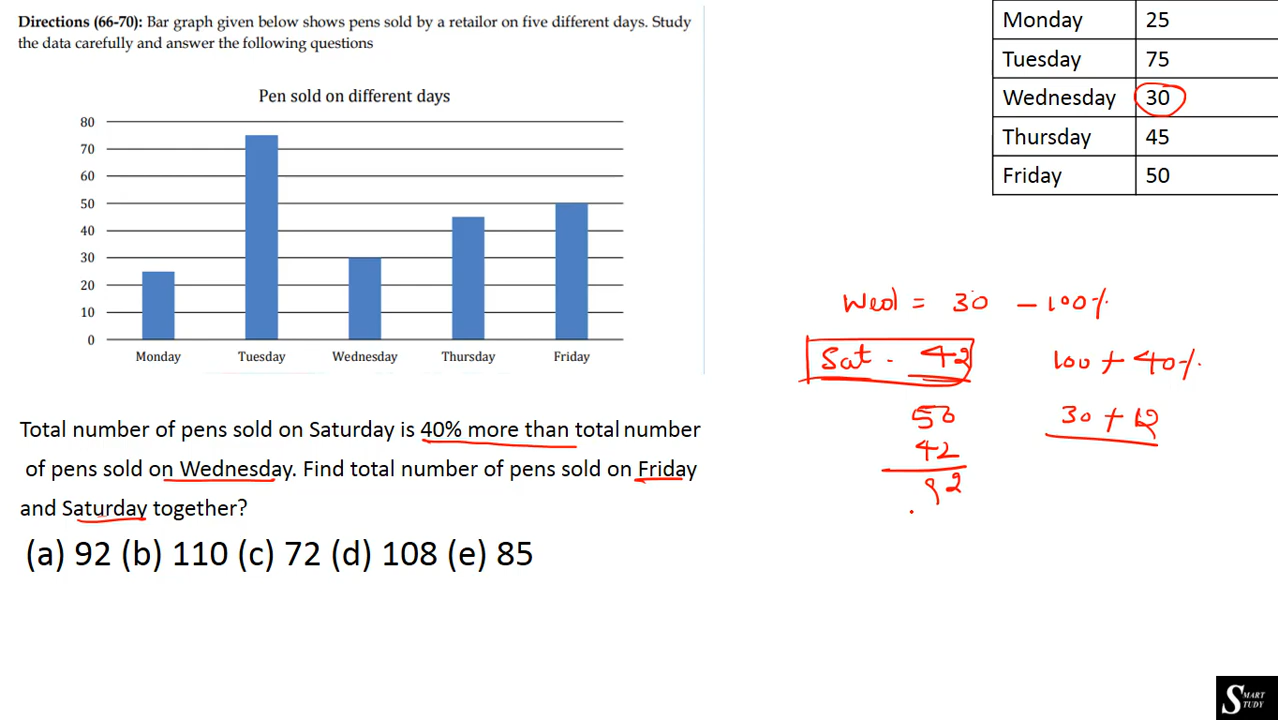 Directions (66-70): Bar graph given below shows pens sold by a retailor on five different days. Study
the data carefully and answer the following questions
Pen sold on different days
80
70
60
50
40
30
20
10
0
Monday Tuesday Wednesday Thursday Friday
Monday 25
Tuesday 75
Wednesday 30
Thursday 45
Friday 50
Wed = 30 – 100%
Sat - 42 100 + 40%
50 30 + 12
42
92
Total number of pens sold on Saturday is 40% more than total number
of pens sold on Wednesday. Find total number of pens sold on Friday
and Saturday together?
(a) 92 (b) 110 (c) 72 (d) 108 (e) 85
SMART
STUDY